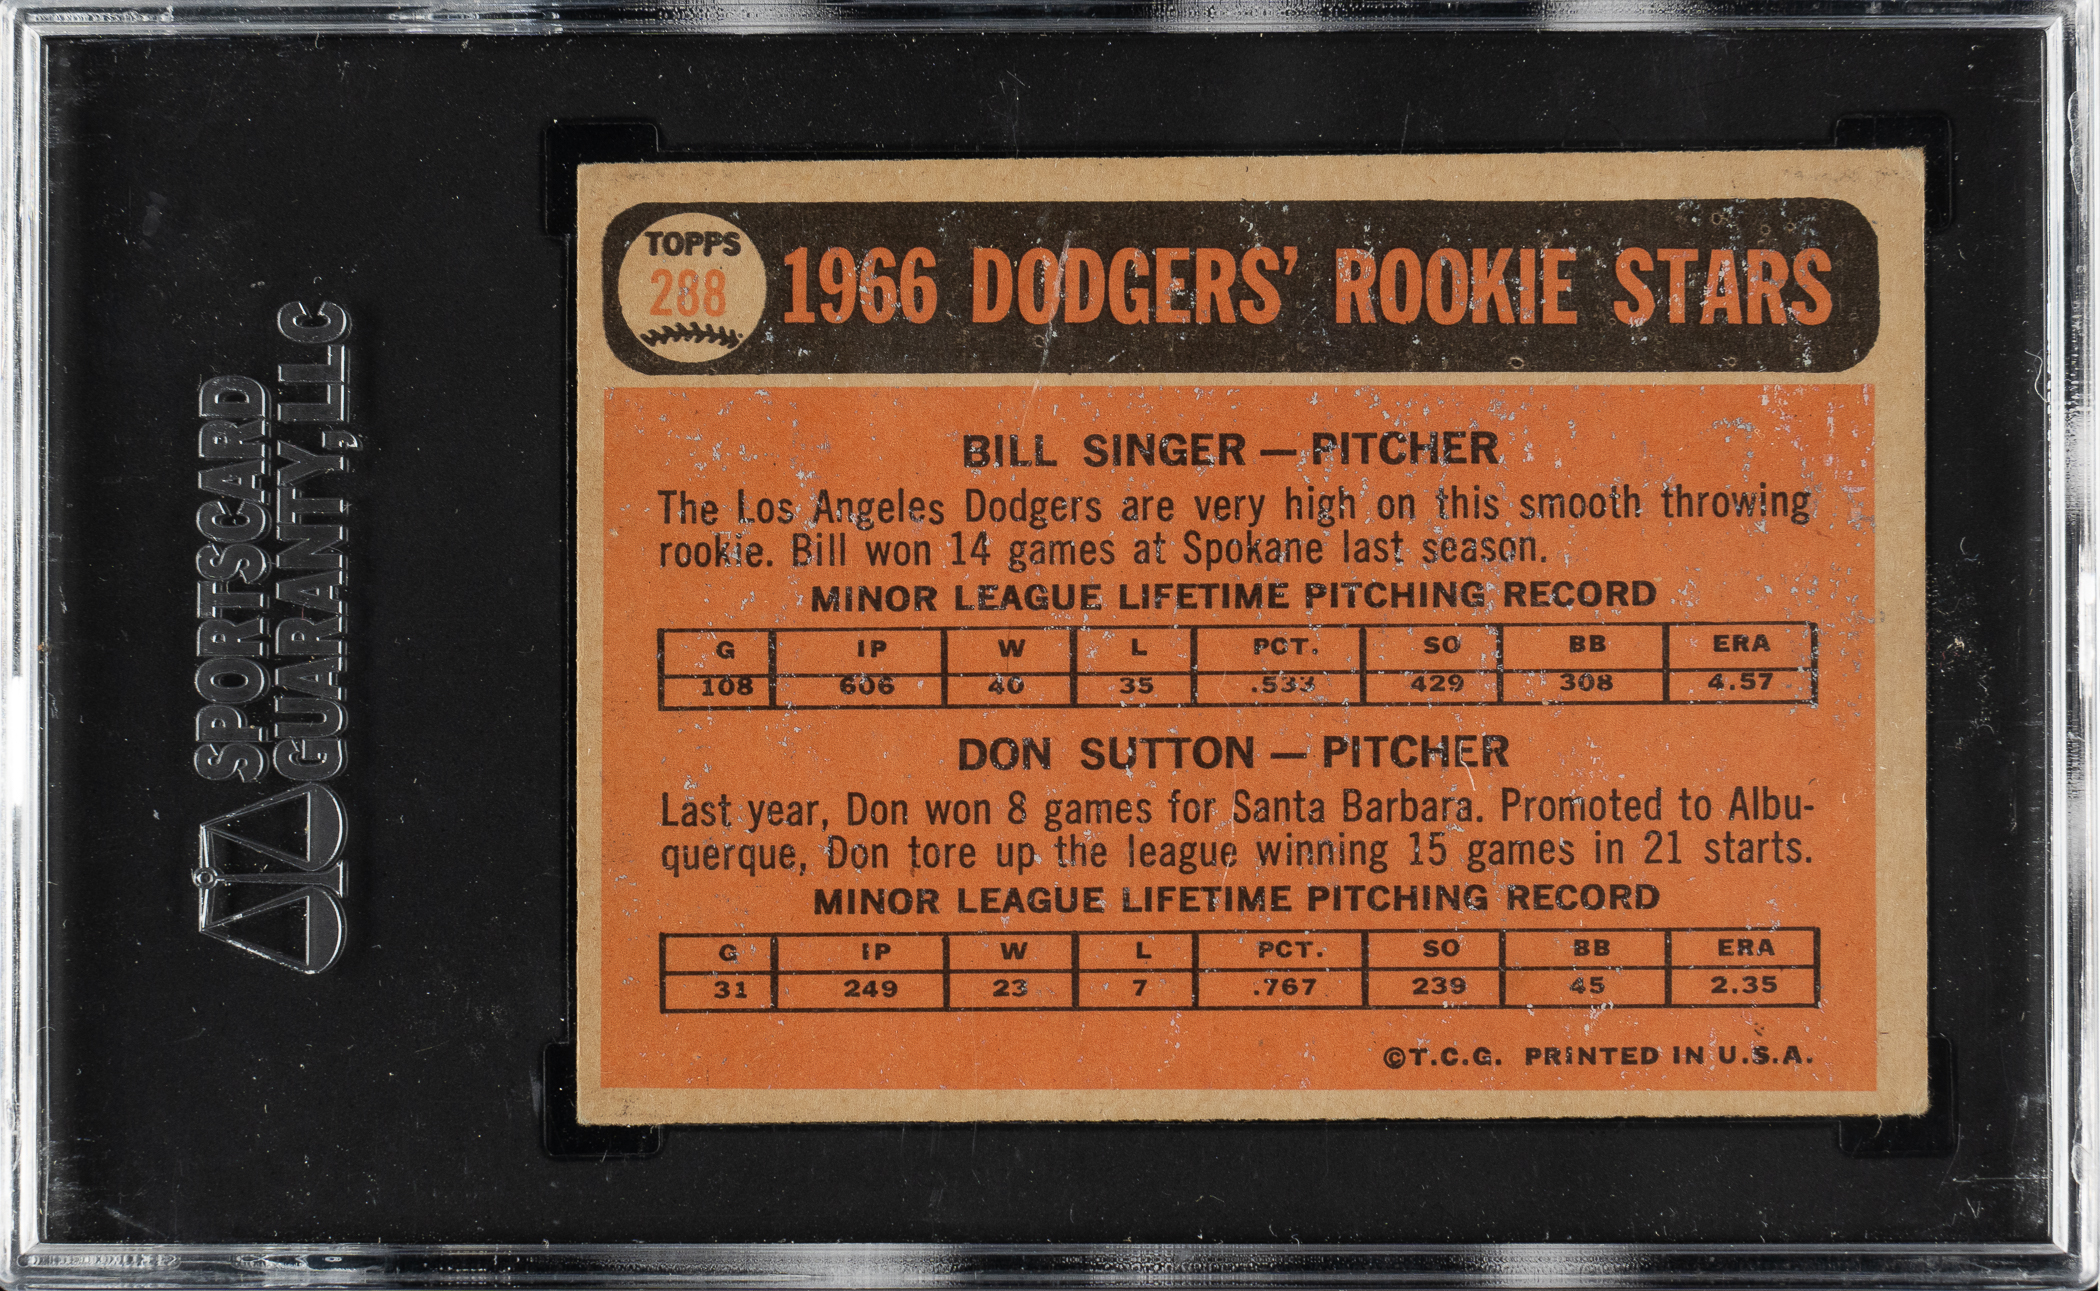 SPORTSCARD
GUARANTY, LLC
TOPPS
288
1966 DODGERS' ROOKIE STARS
BILL SINGER — PITCHER
The Los Angeles Dodgers are very high on this smooth throwing
rookie. Bill won 14 games at Spokane last season.
MINOR LEAGUE LIFETIME PITCHING RECORD
G IP W L PCT. SO BB ERA
108 606 40 35 .533 429 308 4.57
DON SUTTON — PITCHER
Last year, Don won 8 games for Santa Barbara. Promoted to Albu-
querque, Don tore up the league winning 15 games in 21 starts.
MINOR LEAGUE LIFETIME PITCHING RECORD
G IP W L PCT. SO BB ERA
31 249 23 7 .767 239 45 2.35
©T.C.G. PRINTED IN U.S.A.